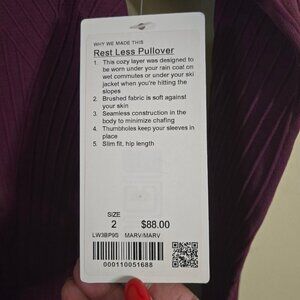 WHY WE MADE THIS
Rest Less Pullover
1. This cozy layer was designed to
be worn under your rain coat on
wet commutes or under your ski
jacket when you're hitting the
slopes
2. Brushed fabric is soft against
your skin
3. Seamless construction in the
body to minimize chafing
4. Thumbholes keep your sleeves in
place
5. Slim fit, hip length
SIZE
2 $88.00
LW3BP9S MARV/MARV
000110051688